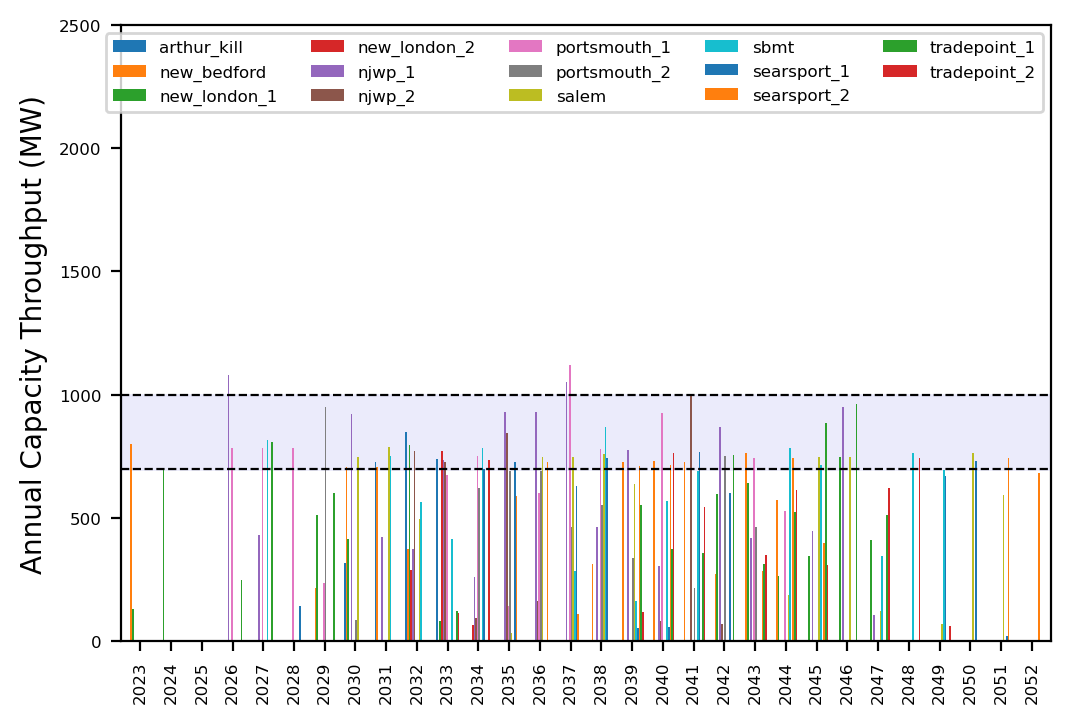 Annual Capacity Throughput (MW)
2500
2000
1500
1000
500
0
arthur_kill
new_bedford
new_london_1
new_london_2
njwp_1
njwp_2
portsmouth_1
portsmouth_2
salem
sbmt
searsport_1
searsport_2
tradepoint_1
tradepoint_2
2023
2024
2025
2026
2027
2028
2029
2030
2031
2032
2033
2034
2035
2036
2037
2038
2039
2040
2041
2042
2043
2044
2045
2046
2047
2048
2049
2050
2051
2052